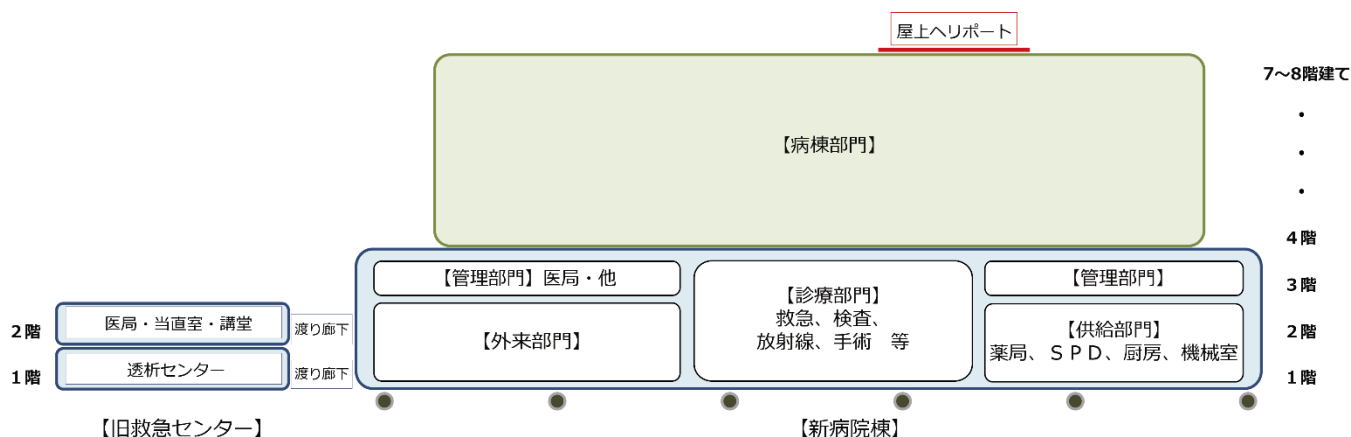 屋上ヘリポート
7～8階建て
・
・
・
4階
【病棟部門】
【管理部門】医局・他
【外来部門】
【診療部門】
救急、検査、
放射線、手術　等
【管理部門】
【供給部門】
薬局、ＳＰＤ、厨房、機械室
3階
2階
1階
2階
医局・当直室・講堂
渡り廊下
1階
透析センター
渡り廊下
【旧救急センター】
【新病院棟】